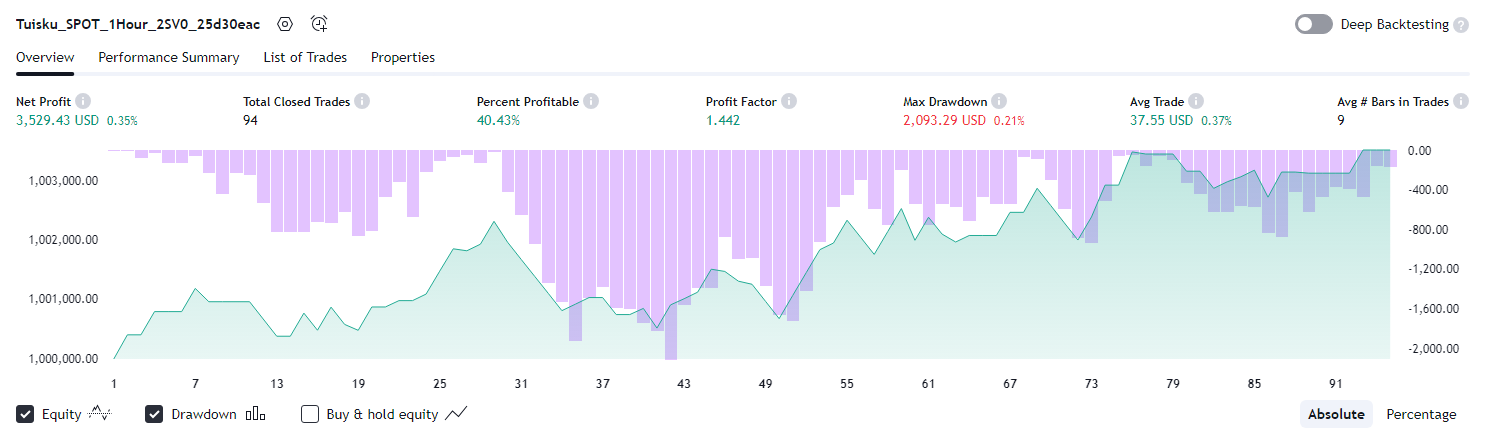 Tuisku_SPOT_1Hour_2SV0_25d30eac
Deep Backtesting ?
Overview Performance Summary List of Trades Properties
Net Profit i Total Closed Trades i Percent Profitable i Profit Factor i Max Drawdown i Avg Trade i Avg # Bars in Trades i
3,529.43 USD 0.35% 94 40.43% 1.442 2,093.29 USD 0.21% 37.55 USD 0.37% 9
0.00
1,003,000.00
-400.00
-800.00
1,002,000.00
-1,200.00
1,001,000.00
-1,600.00
-2,000.00
1,000,000.00
1 7 13 19 25 31 37 43 49 55 61 67 73 79 85 91
Equity Drawdown Buy & hold equity Absolute Percentage